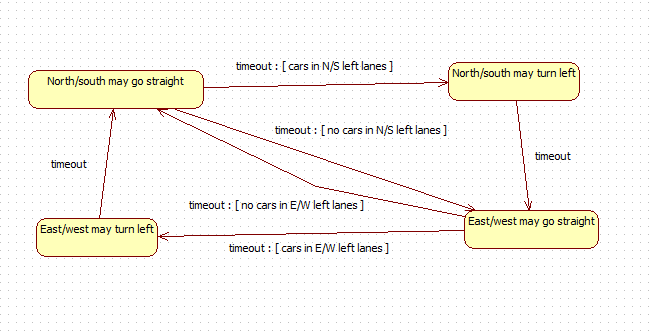 timeout : [ cars in N/S left lanes ]
North/south may go straight
North/south may turn left
timeout : [ no cars in N/S left lanes ]
timeout
timeout
timeout : [ no cars in E/W left lanes ]
East/west may turn left
East/west may go straight
timeout : [ cars in E/W left lanes ]